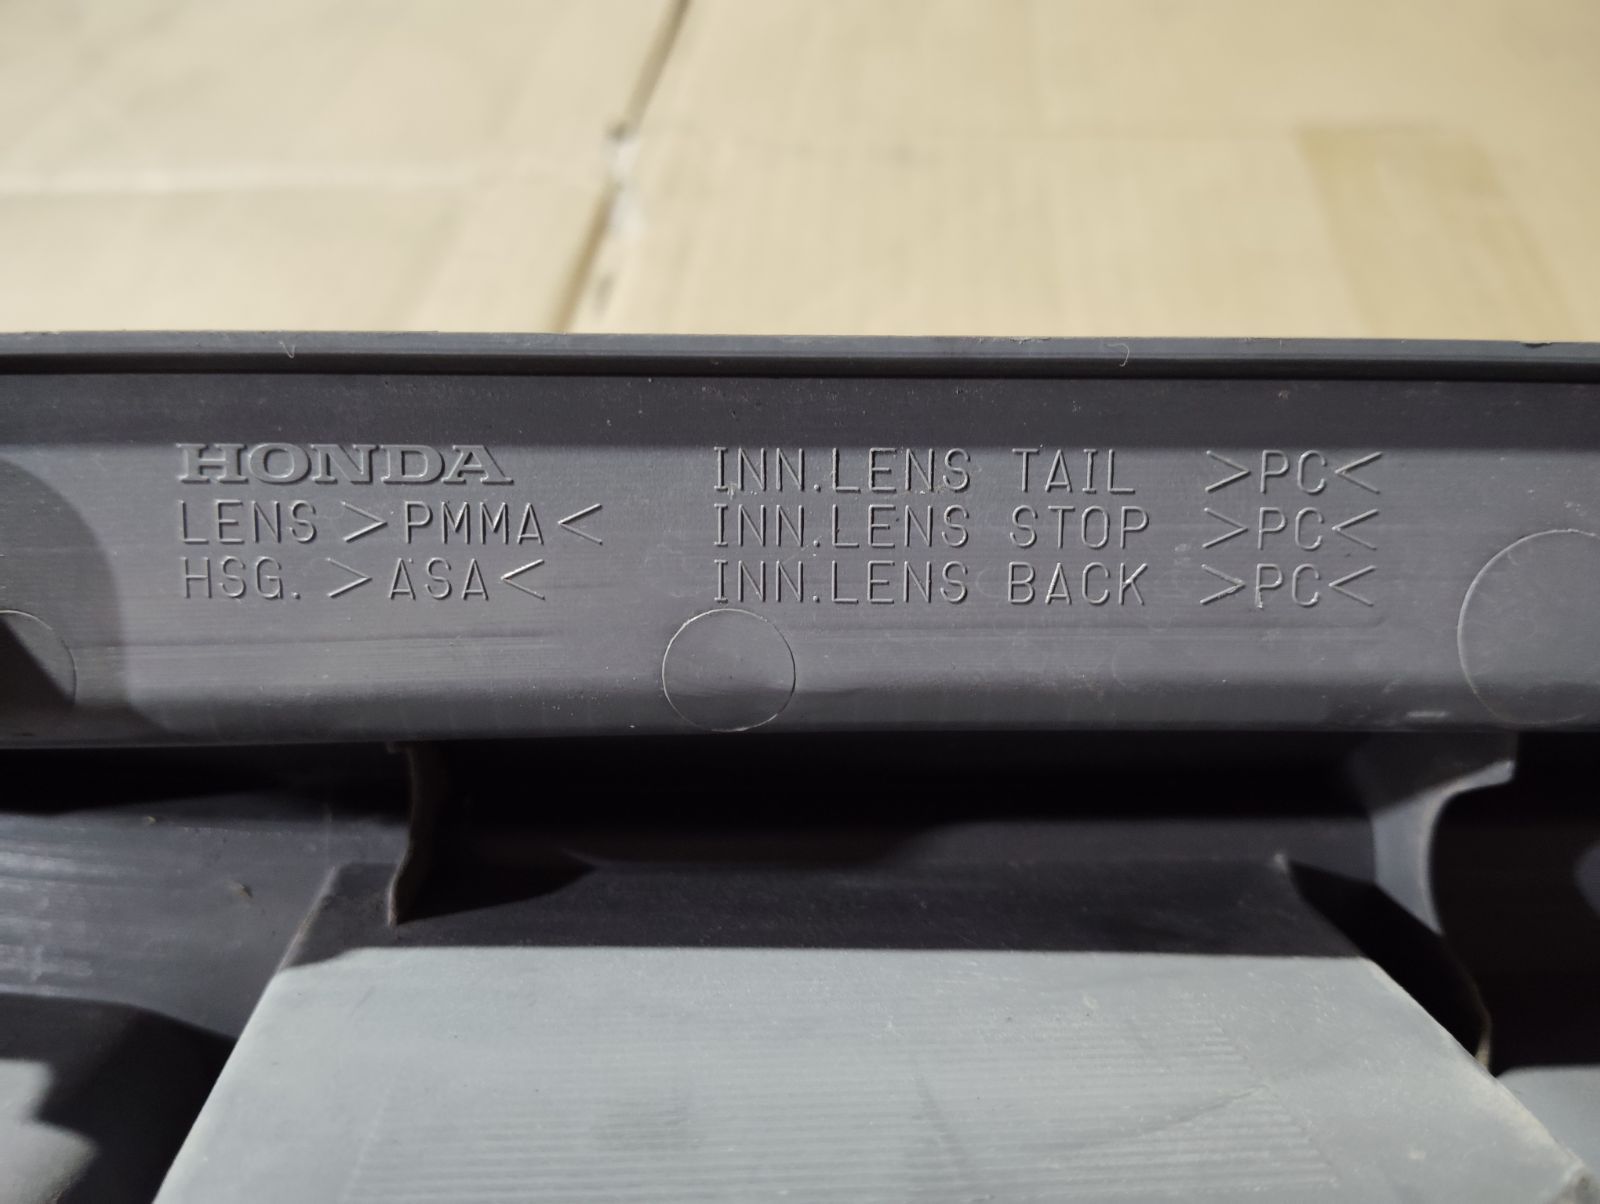 HONDA
LENS >PMMA<
HSG. >ASA<
INN.LENS TAIL >PC<
INN.LENS STOP >PC<
INN.LENS BACK >PC<